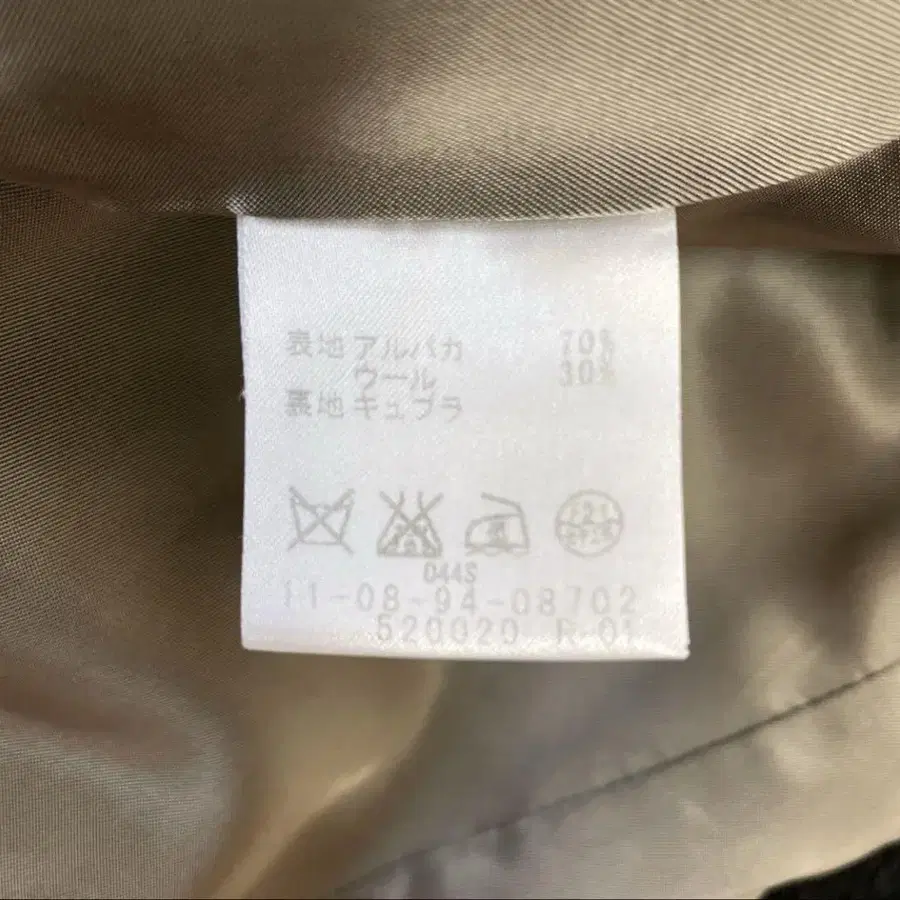 表地 アルパカ 70%
ウール 30%
裏地 キュプラ
044S
11-08-94-08702
520020 F-01